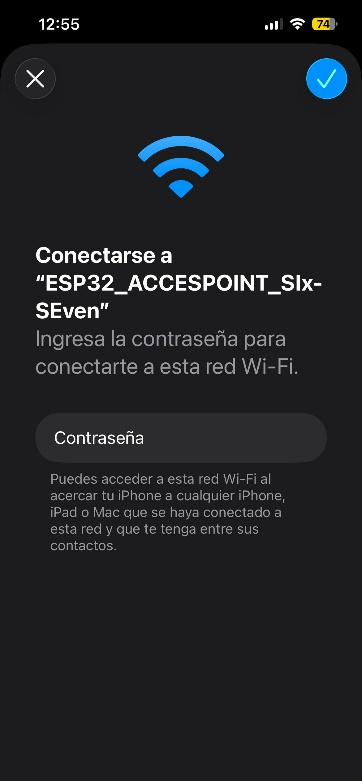 12:55
74
Conectarse a
“ESP32_ACCESPOINT_SIx-
SEven”
Ingresa la contraseña para
conectarte a esta red Wi-Fi.
Contraseña
Puedes acceder a esta red Wi-Fi al
acercar tu iPhone a cualquier iPhone,
iPad o Mac que se haya conectado a
esta red y que te tenga entre sus
contactos.